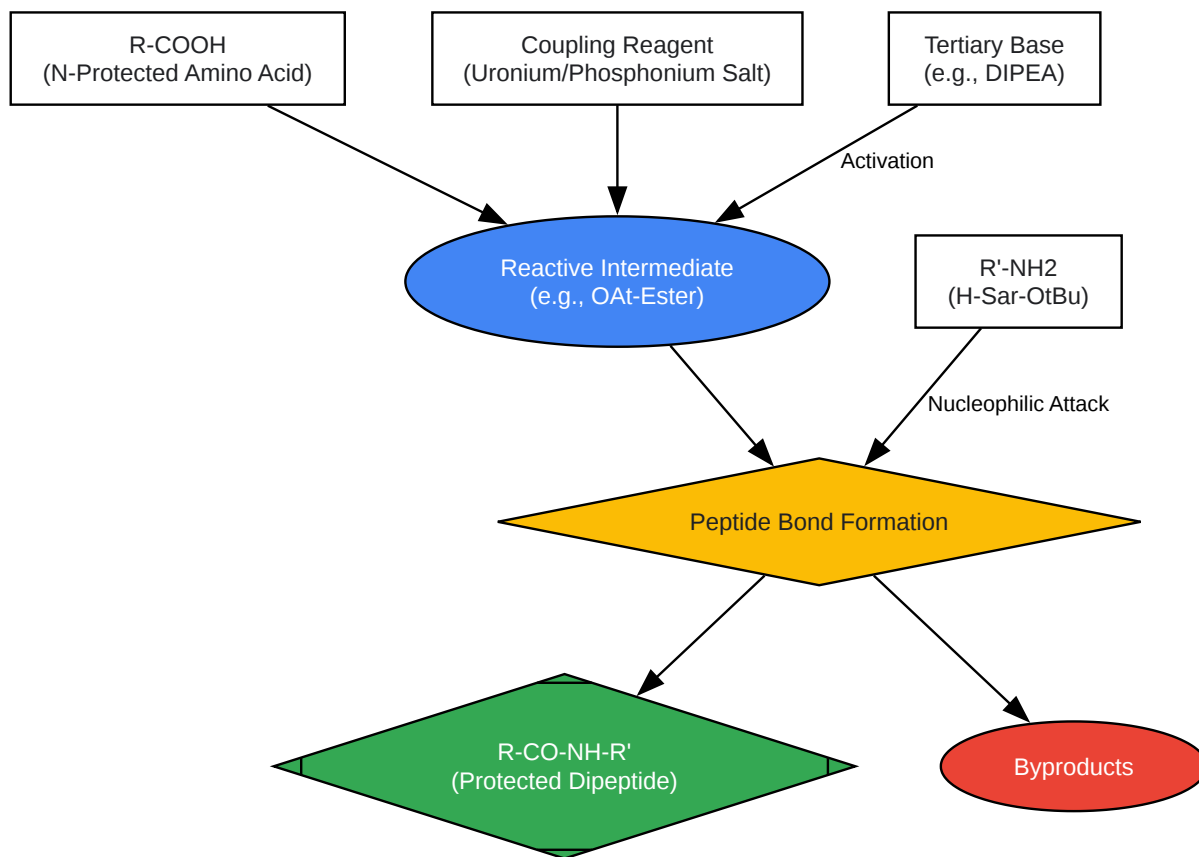 R-COOH
(N-Protected Amino Acid)
Coupling Reagent
(Uronium/Phosphonium Salt)
Tertiary Base
(e.g., DIPEA)
Activation
Reactive Intermediate
(e.g., OAt-Ester)
R'-NH2
(H-Sar-OtBu)
Nucleophilic Attack
Peptide Bond Formation
R-CO-NH-R'
(Protected Dipeptide)
Byproducts